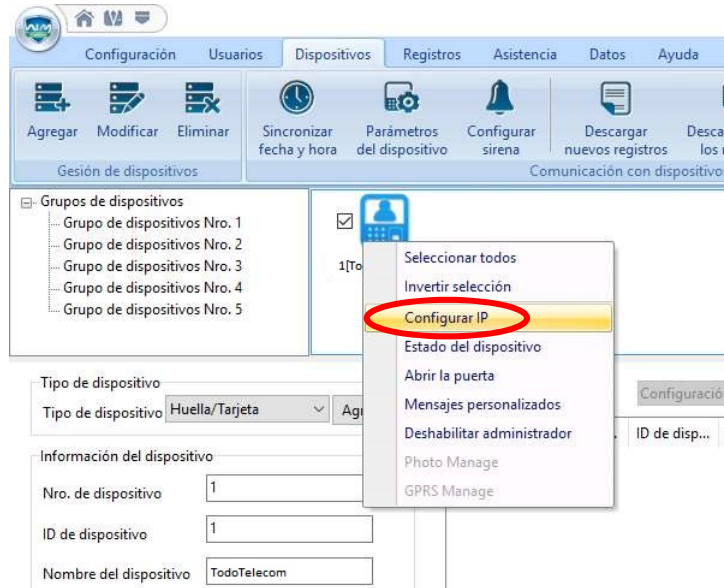 AIM
Configuración Usuarios Dispositivos Registros Asistencia Datos Ayuda
Agregar Modificar Eliminar
Sincronizar fecha y hora
Parámetros del dispositivo
Configurar sirena
Descargar nuevos registros
Gestión de dispositivos
Comunicación con
Grupos de dispositivos
Grupo de dispositivos Nro. 1
Grupo de dispositivos Nro. 2
Grupo de dispositivos Nro. 3
Grupo de dispositivos Nro. 4
Grupo de dispositivos Nro. 5
1[To
Seleccionar todos
Invertir selección
Configurar IP
Estado del dispositivo
Abrir la puerta
Mensajes personalizados
Deshabilitar administrador
Photo Manage
GPRS Manage
Tipo de dispositivo
Tipo de dispositivo Huella/Tarjeta
ID de disp...
Información del dispositivo
Nro. de dispositivo 1
ID de dispositivo 1
Nombre del dispositivo TodoTelecom